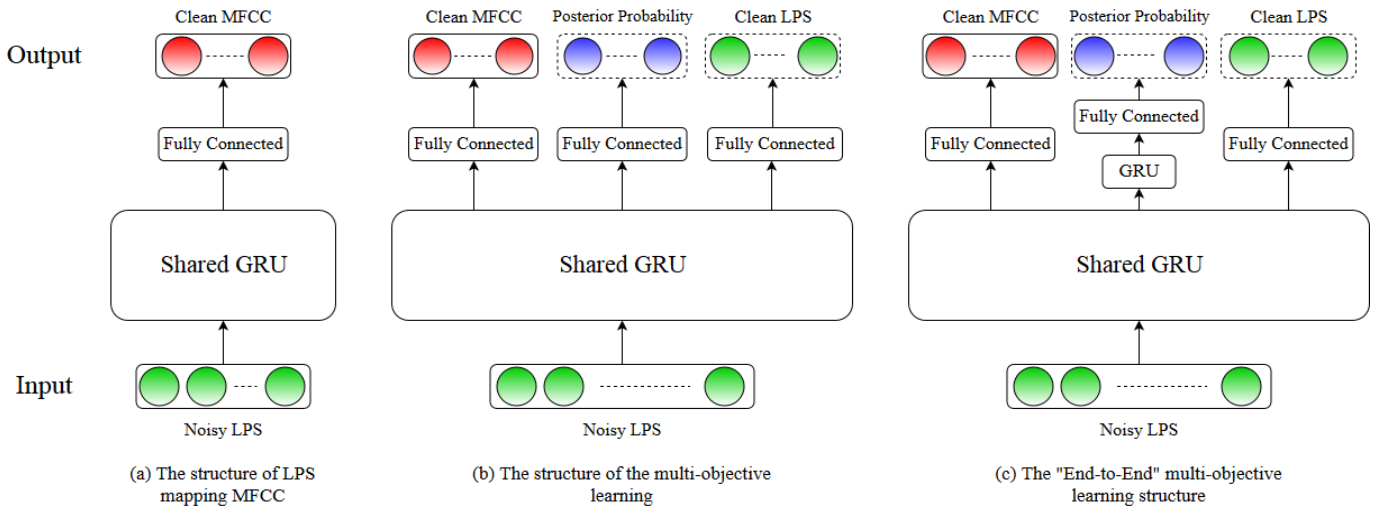 Output
Input
Clean MFCC
Fully Connected
Shared GRU
Noisy LPS
(a) The structure of LPS
mapping MFCC
Clean MFCC
Posterior Probability
Clean LPS
Fully Connected
Fully Connected
Fully Connected
Shared GRU
Noisy LPS
(b) The structure of the multi-objective
learning
Clean MFCC
Posterior Probability
Clean LPS
Fully Connected
Fully Connected
Fully Connected
GRU
Shared GRU
Noisy LPS
(c) The "End-to-End" multi-objective
learning structure